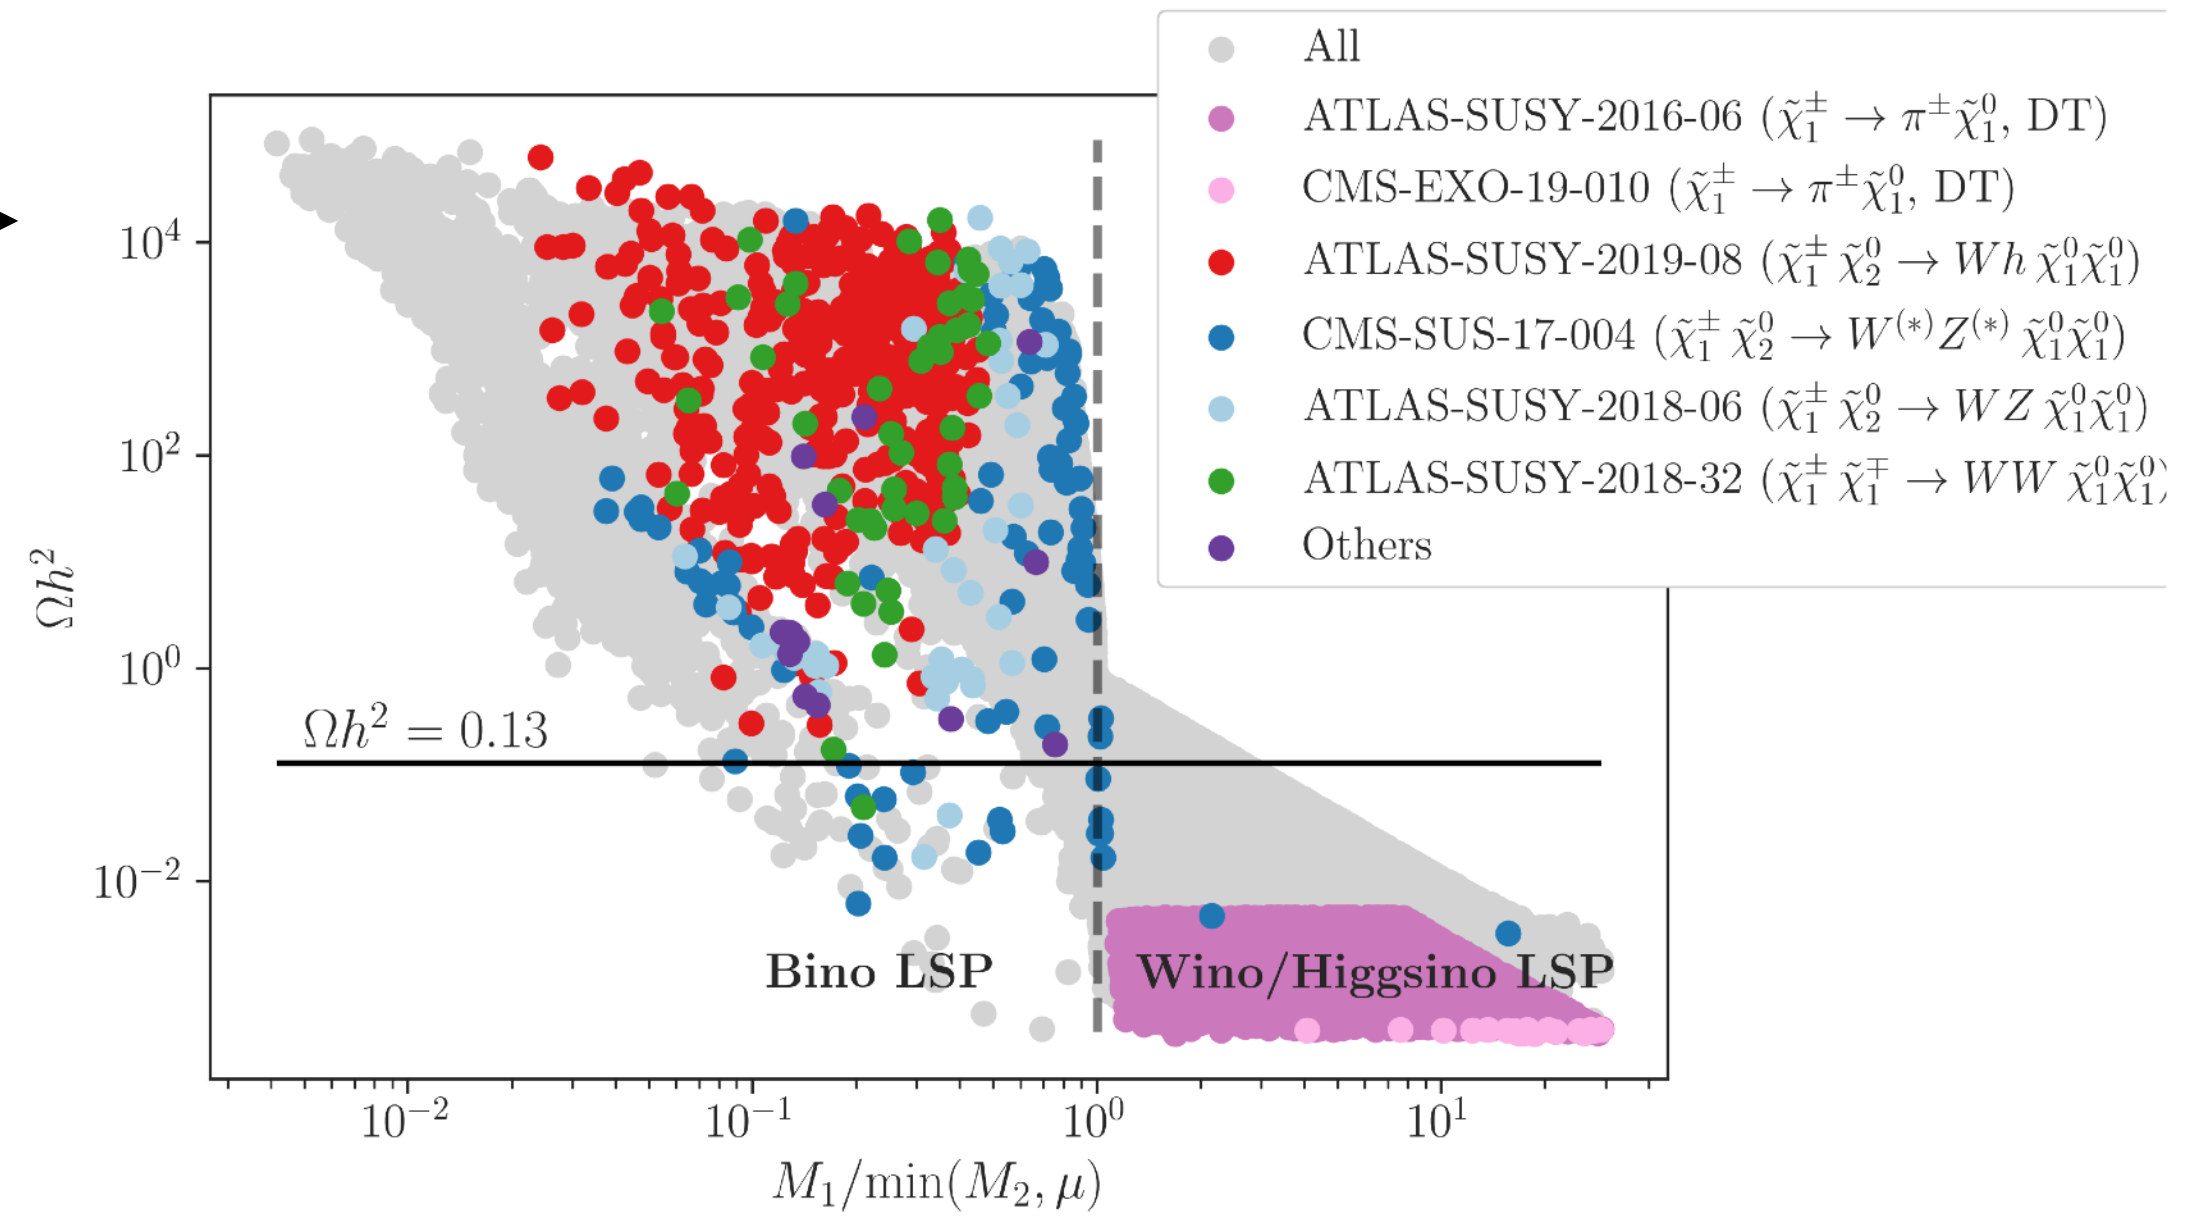 All
ATLAS-SUSY-2016-06 (χ̃₁^± → π^± χ̃₁⁰, DT)
CMS-EXO-19-010 (χ̃₁^± → π^± χ̃₁⁰, DT)
ATLAS-SUSY-2019-08 (χ̃₁^± χ̃₂⁰ → Wh χ̃₁⁰χ̃₁⁰)
CMS-SUS-17-004 (χ̃₁^± χ̃₂⁰ → W^(*)Z^(*) χ̃₁⁰χ̃₁⁰)
ATLAS-SUSY-2018-06 (χ̃₁^± χ̃₂⁰ → WZ χ̃₁⁰χ̃₁⁰)
ATLAS-SUSY-2018-32 (χ̃₁^± χ̃₁^∓ → WW χ̃₁⁰χ̃₁⁰)
Others
Ωh²
10⁴
10²
10⁰
10⁻²
Ωh² = 0.13
Bino LSP
Wino/Higgsino LSP
10⁻² 10⁻¹ 10⁰ 10¹
M₁/min(M₂, μ)